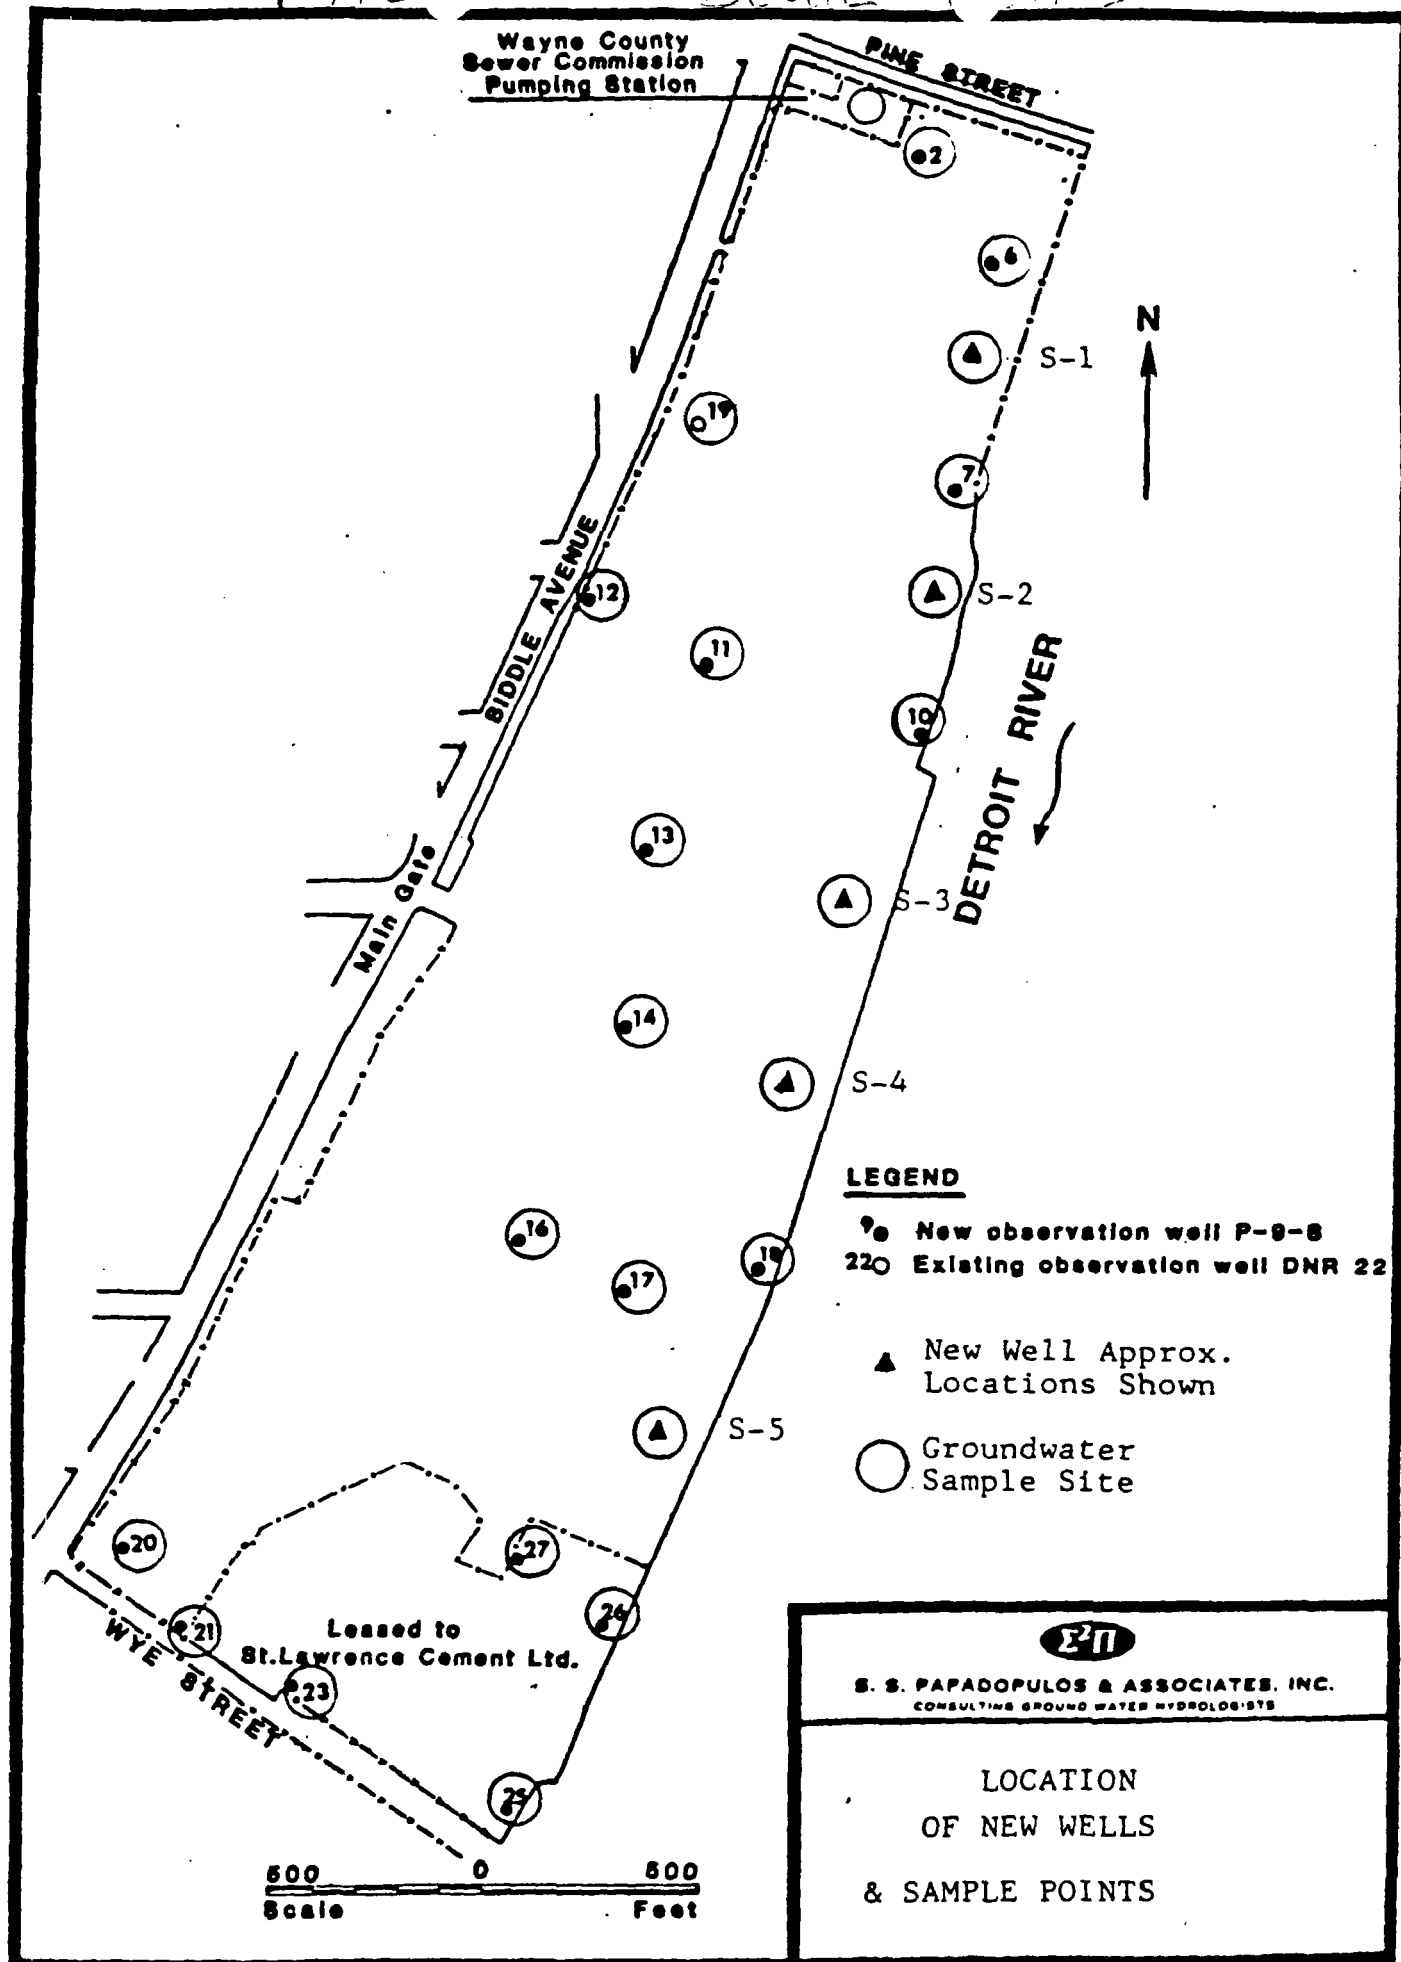 Wayne County
Sewer Commission
Pumping Station
PINE STREET
2
6
N
S-1
19
7
BIDDLE AVENUE
12
S-2
11
10
DETROIT RIVER
13
Main Gate
S-3
14
S-4
LEGEND
9 New observation well P-9-8
22 Existing observation well DNR 22
16
18
17
New Well Approx.
Locations Shown
S-5
Groundwater
Sample Site
20
27
26
21
Leased to
St.Lawrence Cement Ltd.
WYE STREET
23
Σ²Π
S. S. PAPADOPULOS & ASSOCIATES, INC.
CONSULTING GROUND WATER HYDROLOGISTS
25
LOCATION
OF NEW WELLS
& SAMPLE POINTS
500 0 500
Scale Feet